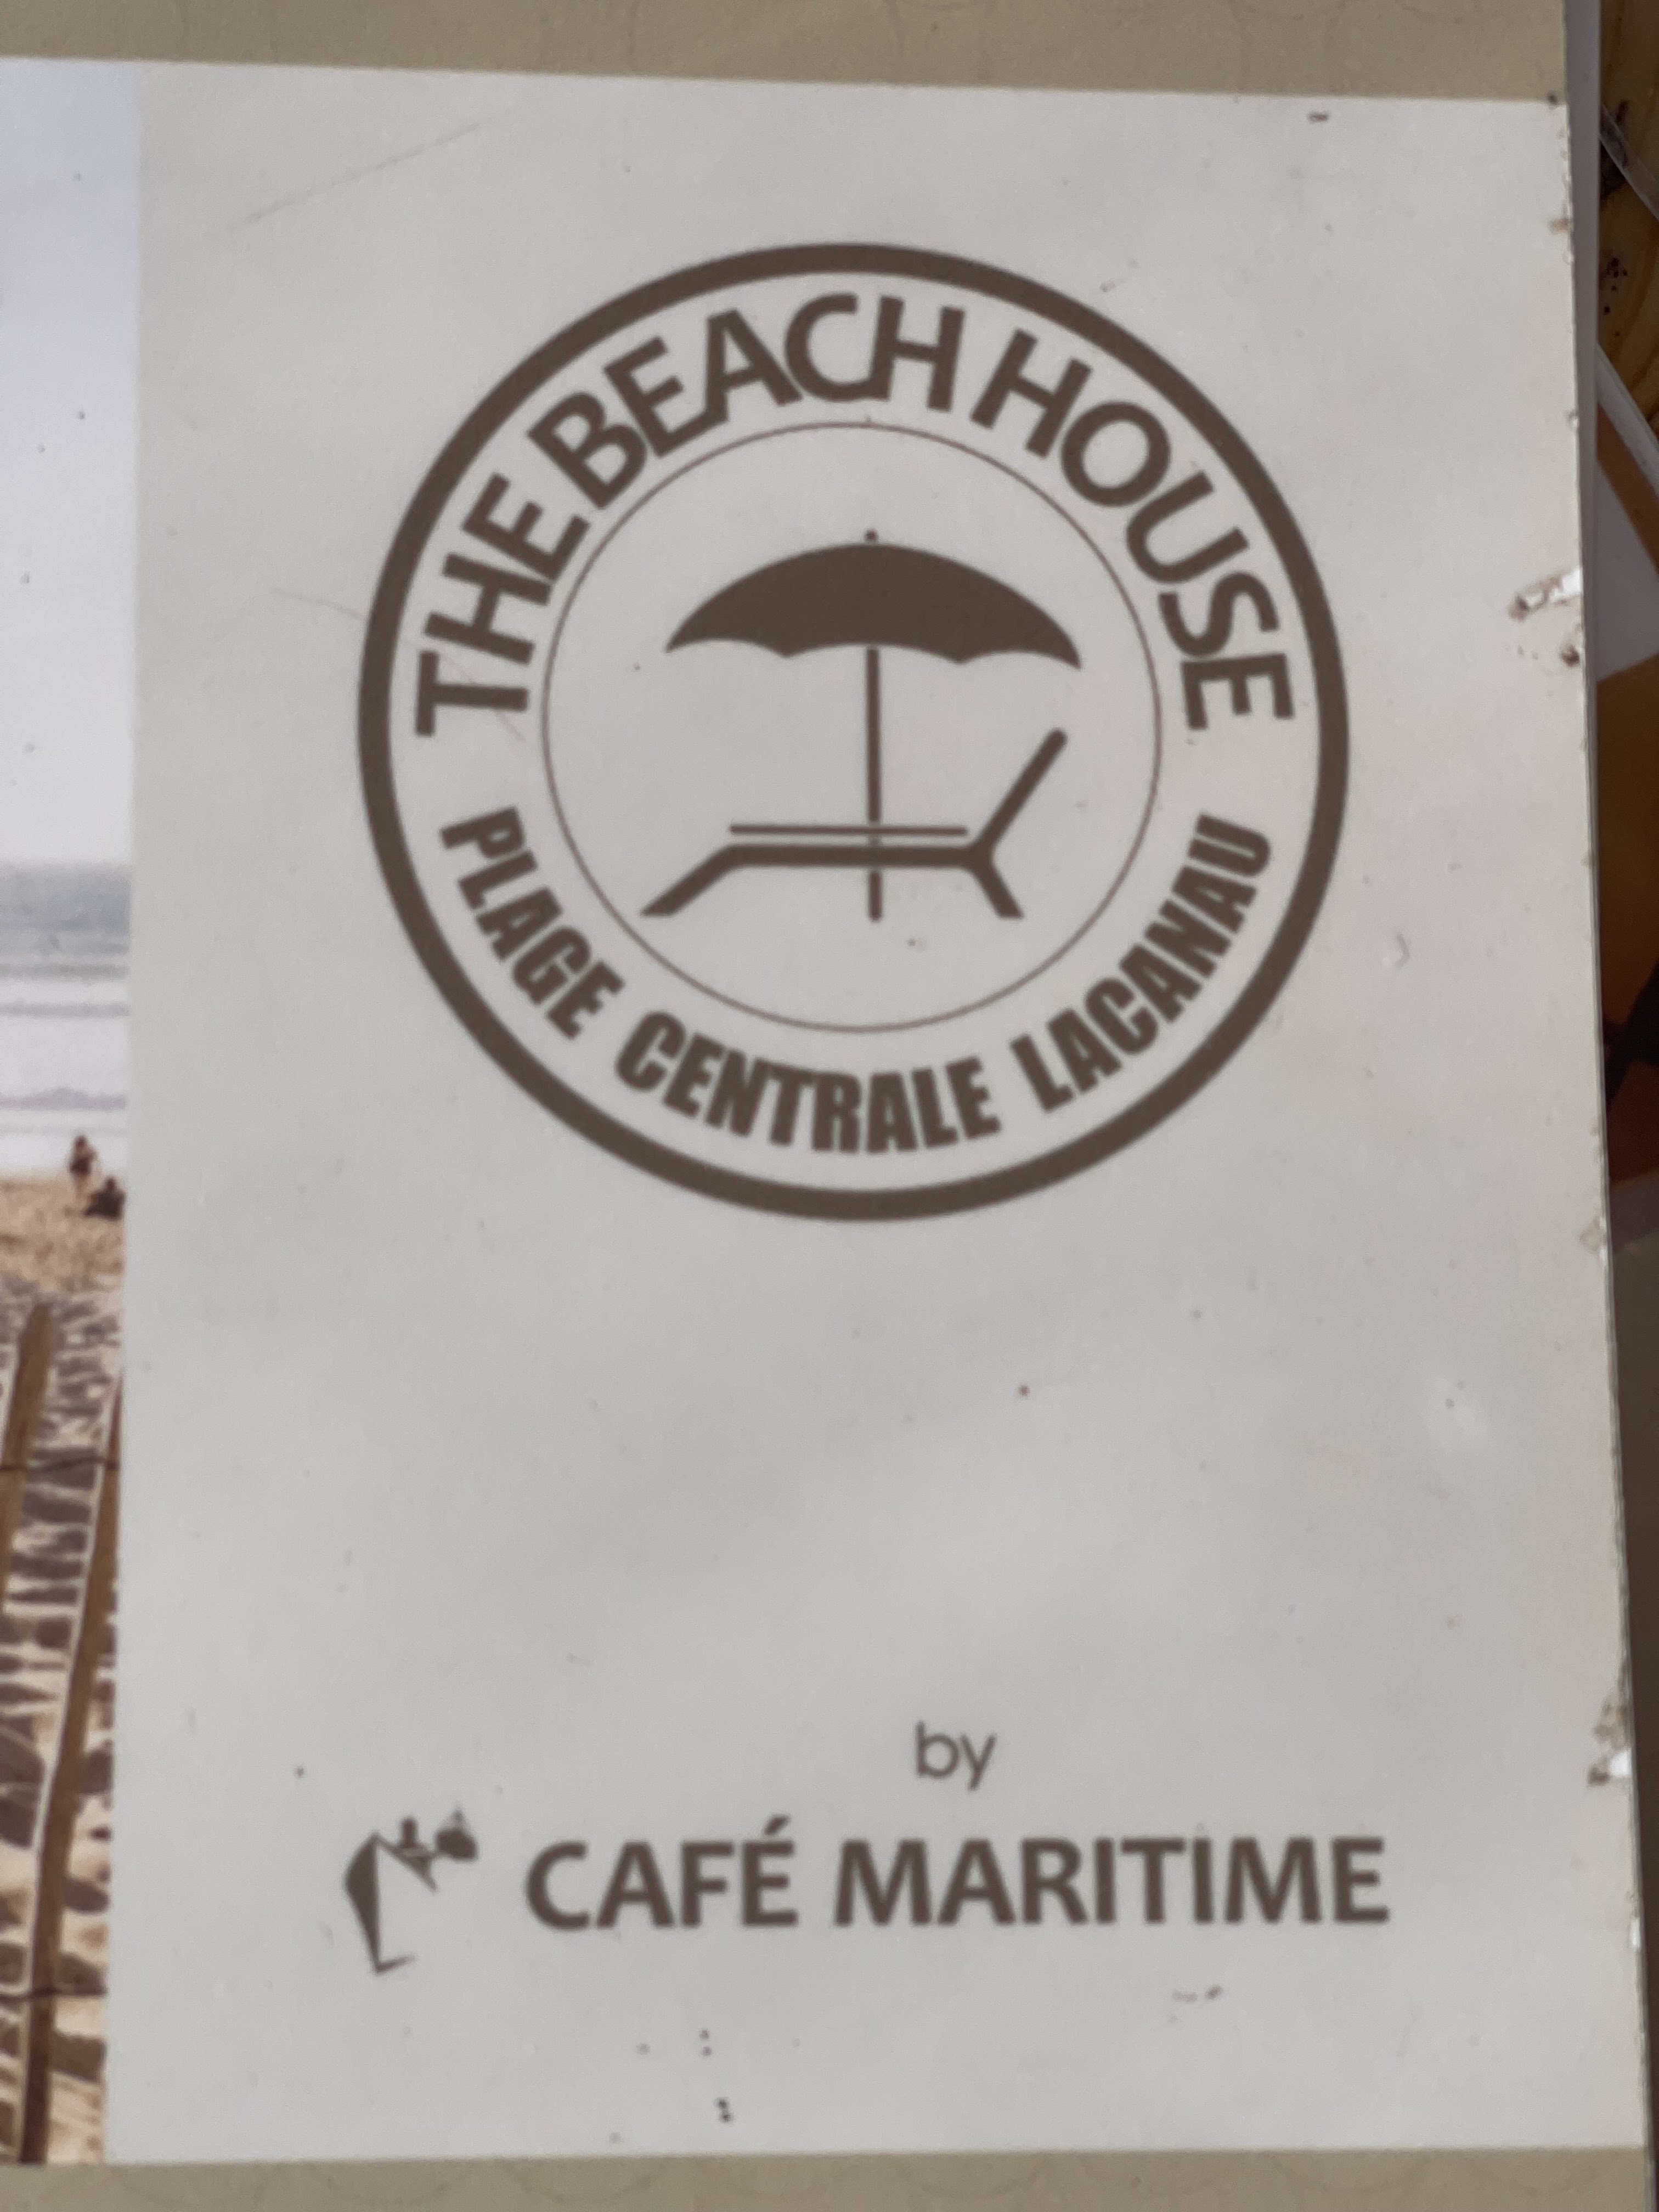 THE BEACH HOUSE
PLAGE CENTRALE LACANAU
by
CAFÉ MARITIME